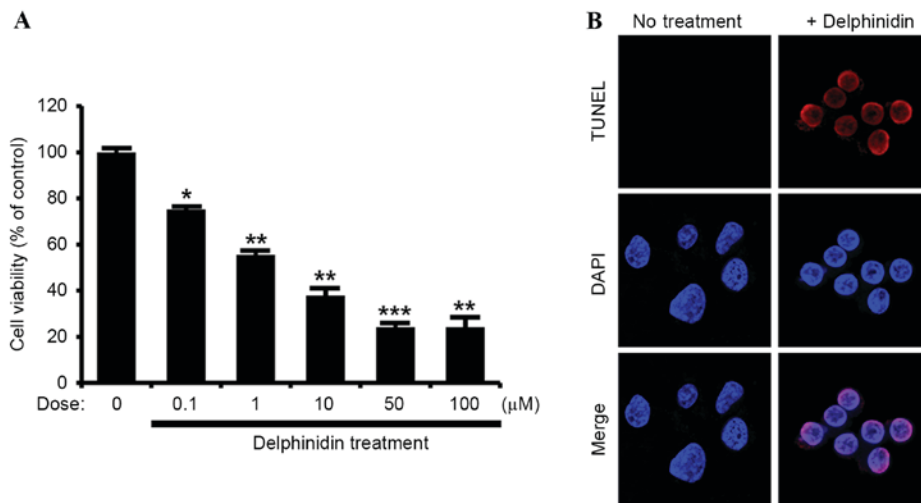 A
Cell viability (% of control)
120
100
80
60
40
20
0
*
**
**
***
**
Dose: 0 0.1 1 10 50 100 (μM)
Delphinidin treatment
B
No treatment + Delphinidin
TUNEL
DAPI
Merge